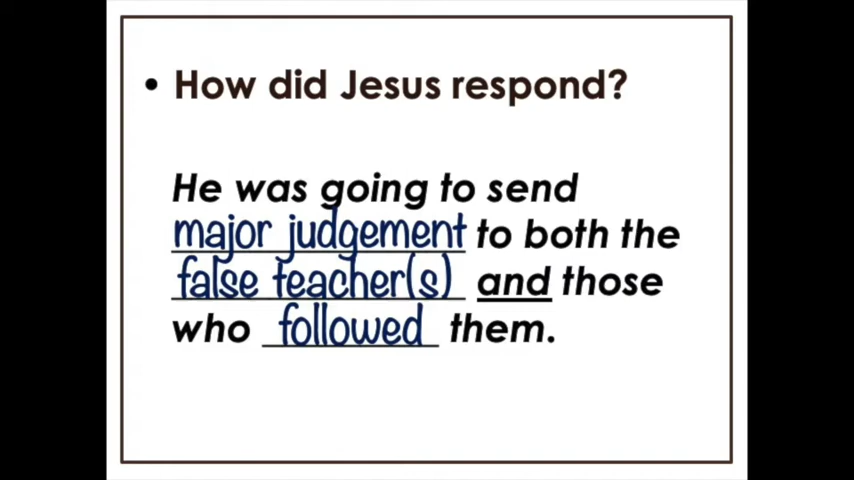 • How did Jesus respond?
He was going to send
major judgement to both the
false teacher(s) and those
who followed them.